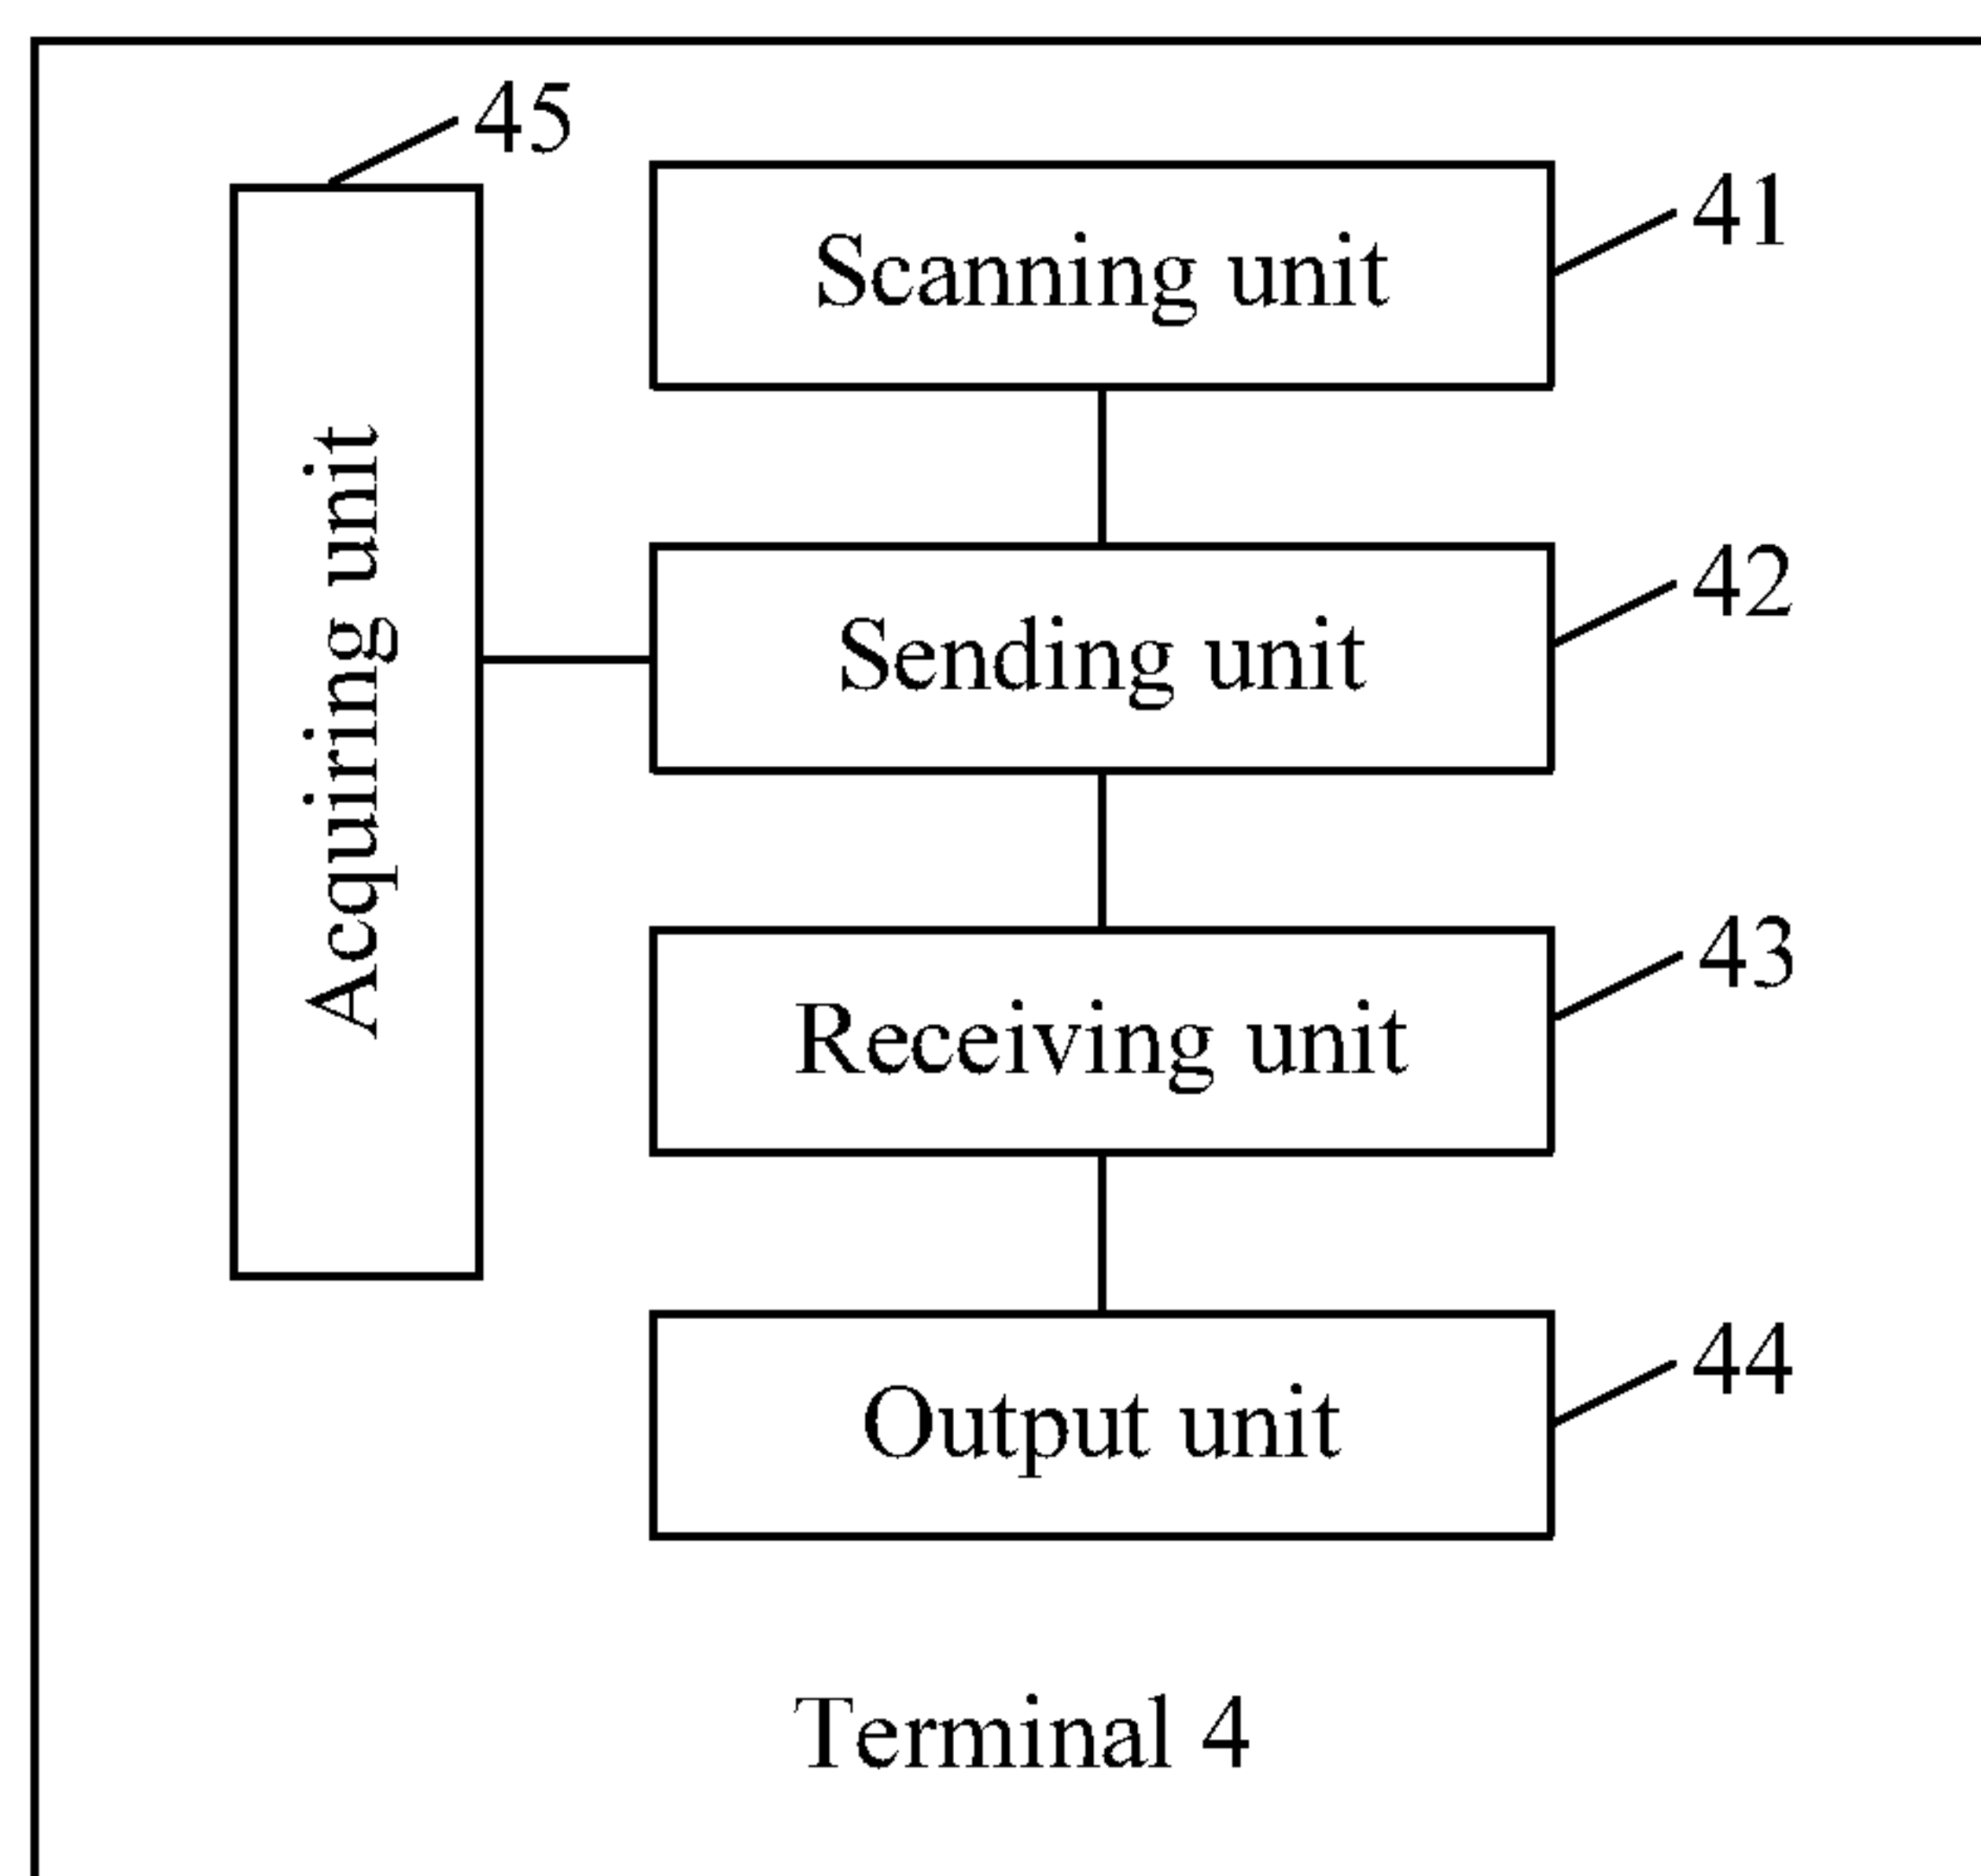 45
Scanning unit
41
Acquiring unit
Sending unit
42
Receiving unit
43
Output unit
44
Terminal 4